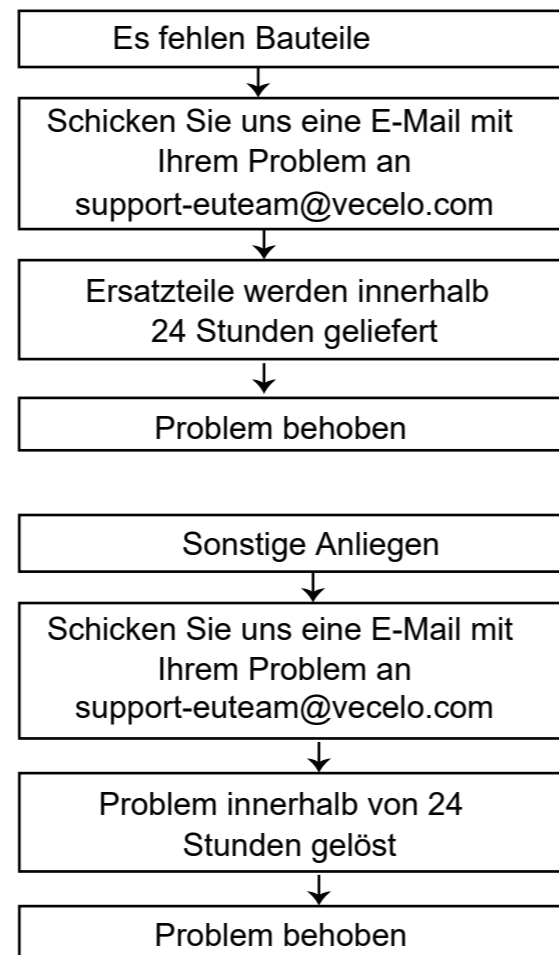 Es fehlen Bauteile
Schicken Sie uns eine E-Mail mit
Ihrem Problem an
support-euteam@vecelo.com
Ersatzteile werden innerhalb
24 Stunden geliefert
Problem behoben
Sonstige Anliegen
Schicken Sie uns eine E-Mail mit
Ihrem Problem an
support-euteam@vecelo.com
Problem innerhalb von 24
Stunden gelöst
Problem behoben